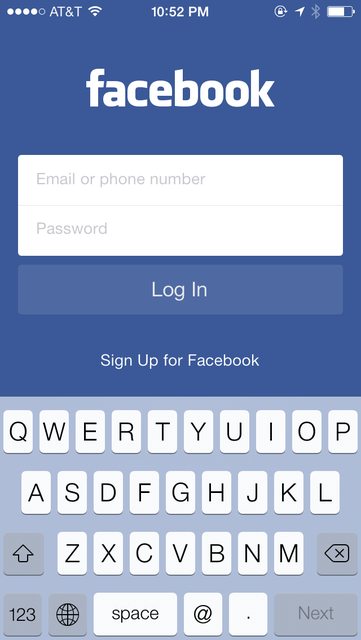 AT&T 10:52 PM
facebook
Email or phone number
Password
Log In
Sign Up for Facebook
Q W E R T Y U I O P
A S D F G H J K L
Z X C V B N M
123 space @ . Next